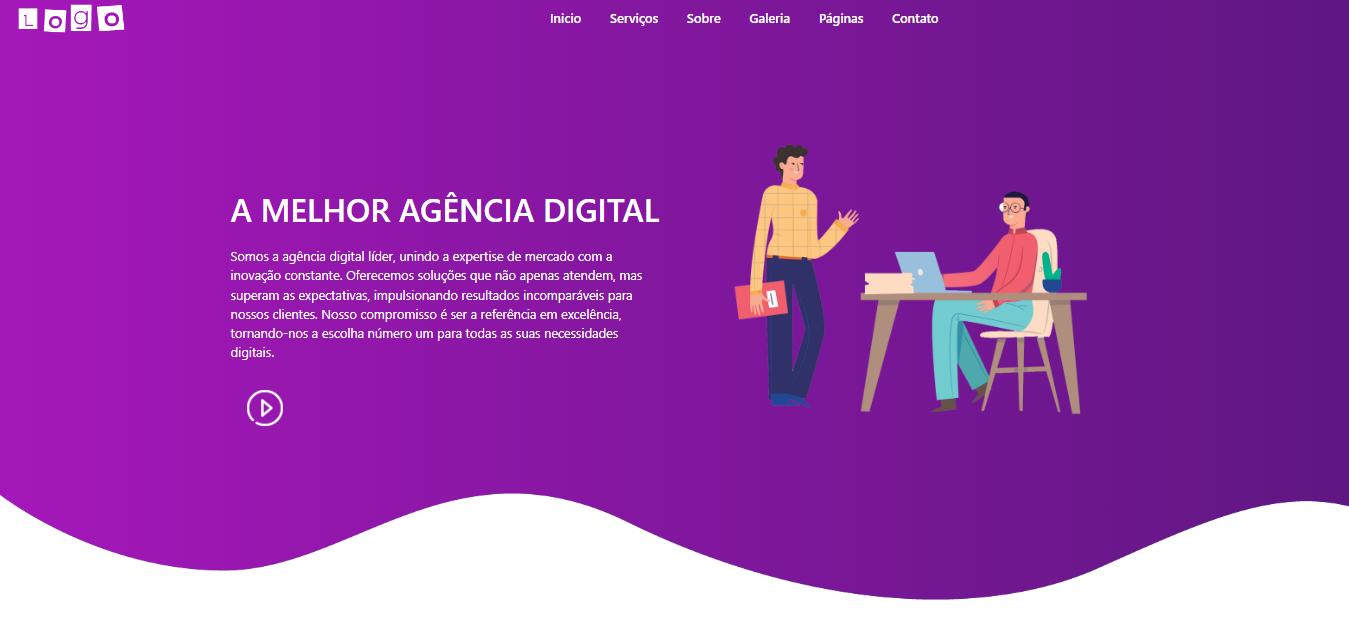 Logo
Inicio Serviços Sobre Galeria Páginas Contato
A MELHOR AGÊNCIA DIGITAL
Somos a agência digital líder, unindo a expertise de mercado com a
inovação constante. Oferecemos soluções que não apenas atendem, mas
superam as expectativas, impulsionando resultados incomparáveis para
nossos clientes. Nosso compromisso é ser a referência em excelência,
tornando-nos a escolha número um para todas as suas necessidades
digitais.